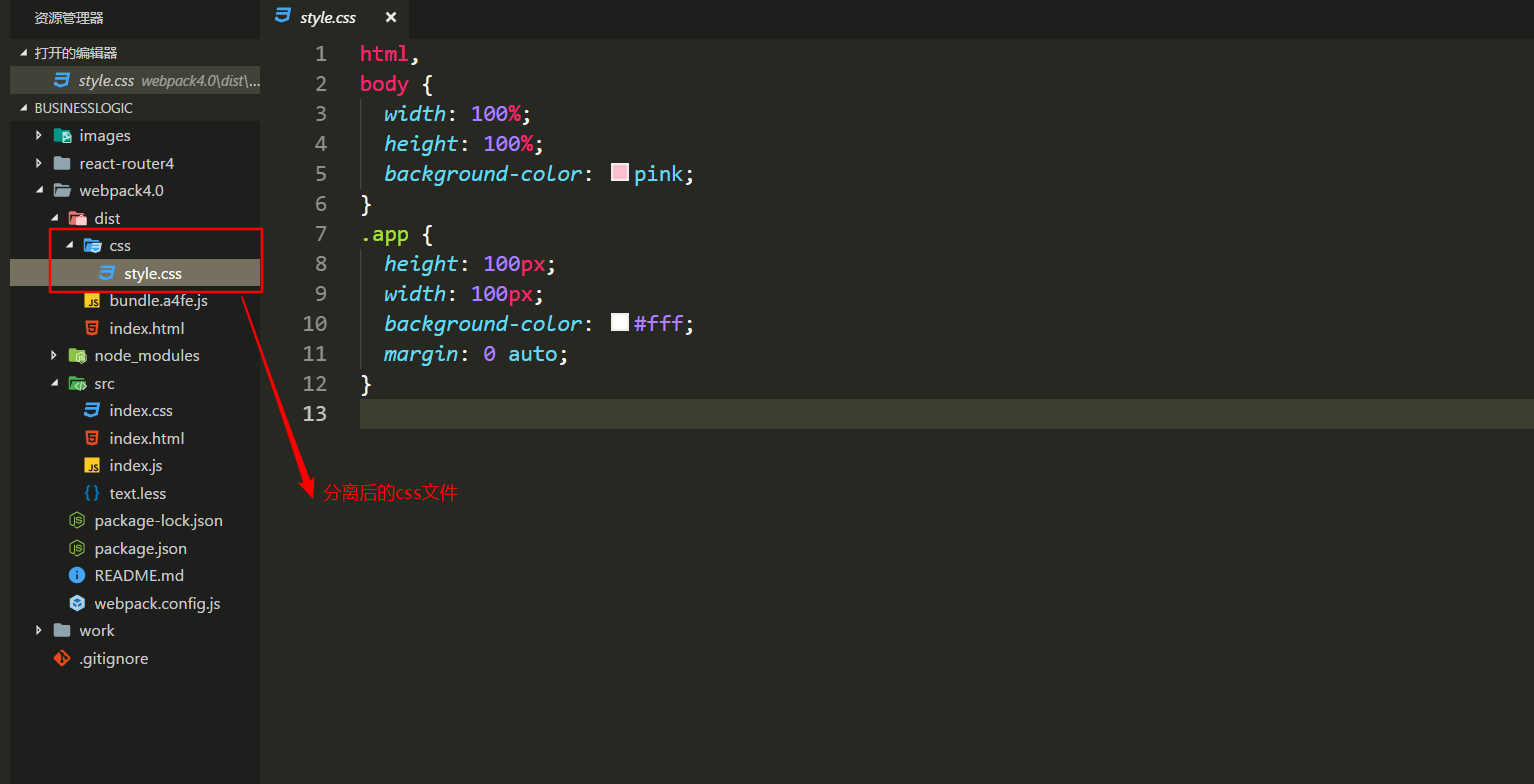 资源管理器
打开的编辑器
style.css webpack4.0\dist\...
BUSINESSLOGIC
images
react-router4
webpack4.0
dist
css
style.css
bundle.a4fe.js
index.html
node_modules
src
index.css
index.html
index.js
text.less
package-lock.json
package.json
README.md
webpack.config.js
work
.gitignore
style.css ×
1 html,
2 body {
3 width: 100%;
4 height: 100%;
5 background-color: pink;
6 }
7 .app {
8 height: 100px;
9 width: 100px;
10 background-color: #fff;
11 margin: 0 auto;
12 }
13
分离后的css文件